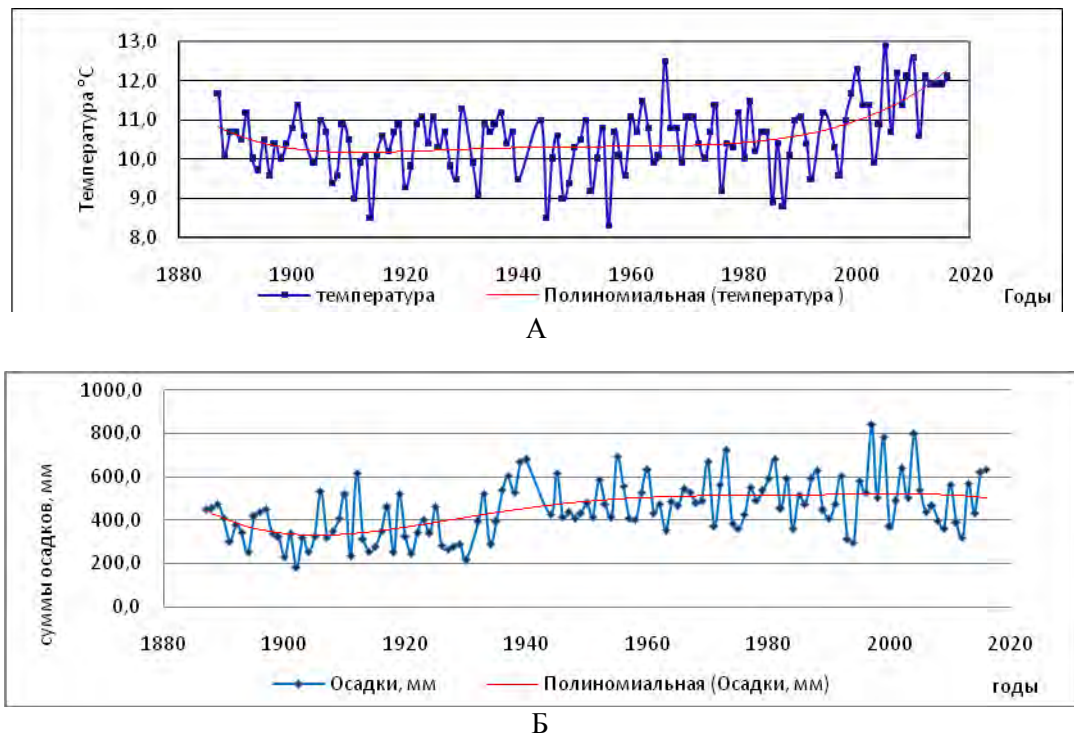 13,0
12,0
11,0
10,0
9,0
8,0
Температура °С
1880 1900 1920 1940 1960 1980 2000 2020
температура Полиномиальная (температура ) Годы
А
1000,0
800,0
600,0
400,0
200,0
0,0
суммы осадков, мм
1880 1900 1920 1940 1960 1980 2000 2020
Осадки, мм Полиномиальная (Осадки, мм) годы
Б